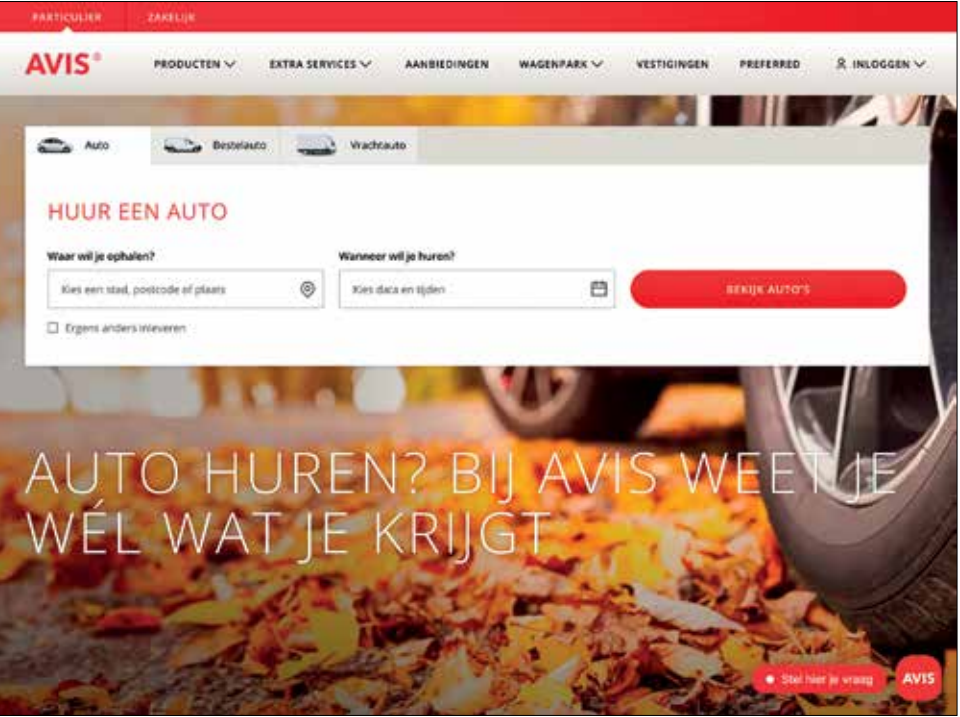 PARTICULIER ZAKELIJK
AVIS® PRODUCTEN EXTRA SERVICES AANBIEDINGEN WAGENPARK VESTIGINGEN PREFERRED INLOGGEN
Auto Bestelauto Vrachtauto
HUUR EEN AUTO
Waar wil je ophalen? Wanneer wil je huren?
Kies een stad, postcode of plaats Kies data en tijden BEKIJK AUTO'S
Ergens anders inleveren
AUTO HUREN? BIJ AVIS WEET JE
WÉL WAT JE KRIJGT
Stel hier je vraag AVIS